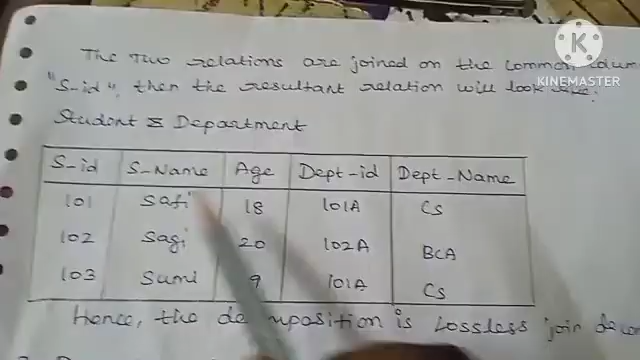 The Two relations are joined on the common
"S-id", then the resultant relation will look
KINEMASTER
Student ⋈ Department
S-id S-Name Age Dept-id Dept-Name
101 Safi 18 101A CS
102 Sagi 20 102A BCA
103 Sumi 9 101A CS
Hence, the is Lossless join